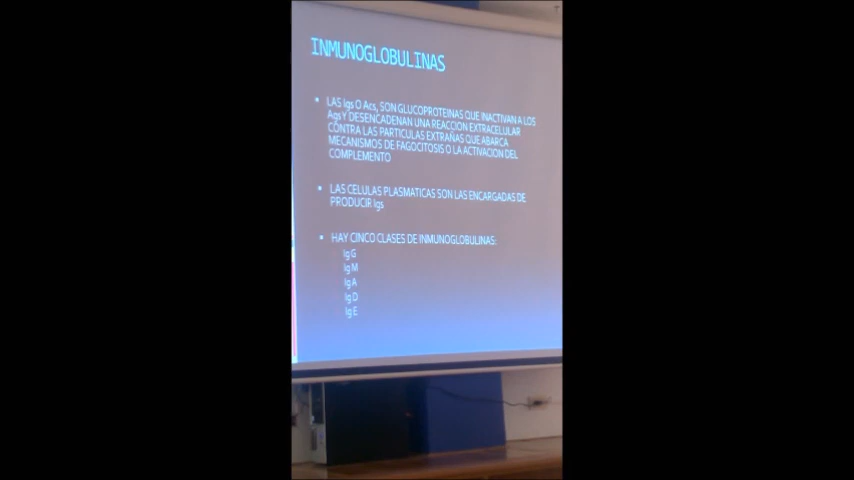 INMUNOGLOBULINAS
• LAS Igs O Acs, SON GLUCOPROTEINAS QUE INACTIVAN A LOS
Ags Y DESENCADENAN UNA REACCION EXTRACELULAR
CONTRA LAS PARTICULAS EXTRAÑAS QUE ABARCA
MECANISMOS DE FAGOCITOSIS O LA ACTIVACION DEL
COMPLEMENTO
• LAS CELULAS PLASMATICAS SON LAS ENCARGADAS DE
PRODUCIR Igs
• HAY CINCO CLASES DE INMUNOGLOBULINAS:
Ig G
Ig M
Ig A
Ig D
Ig E